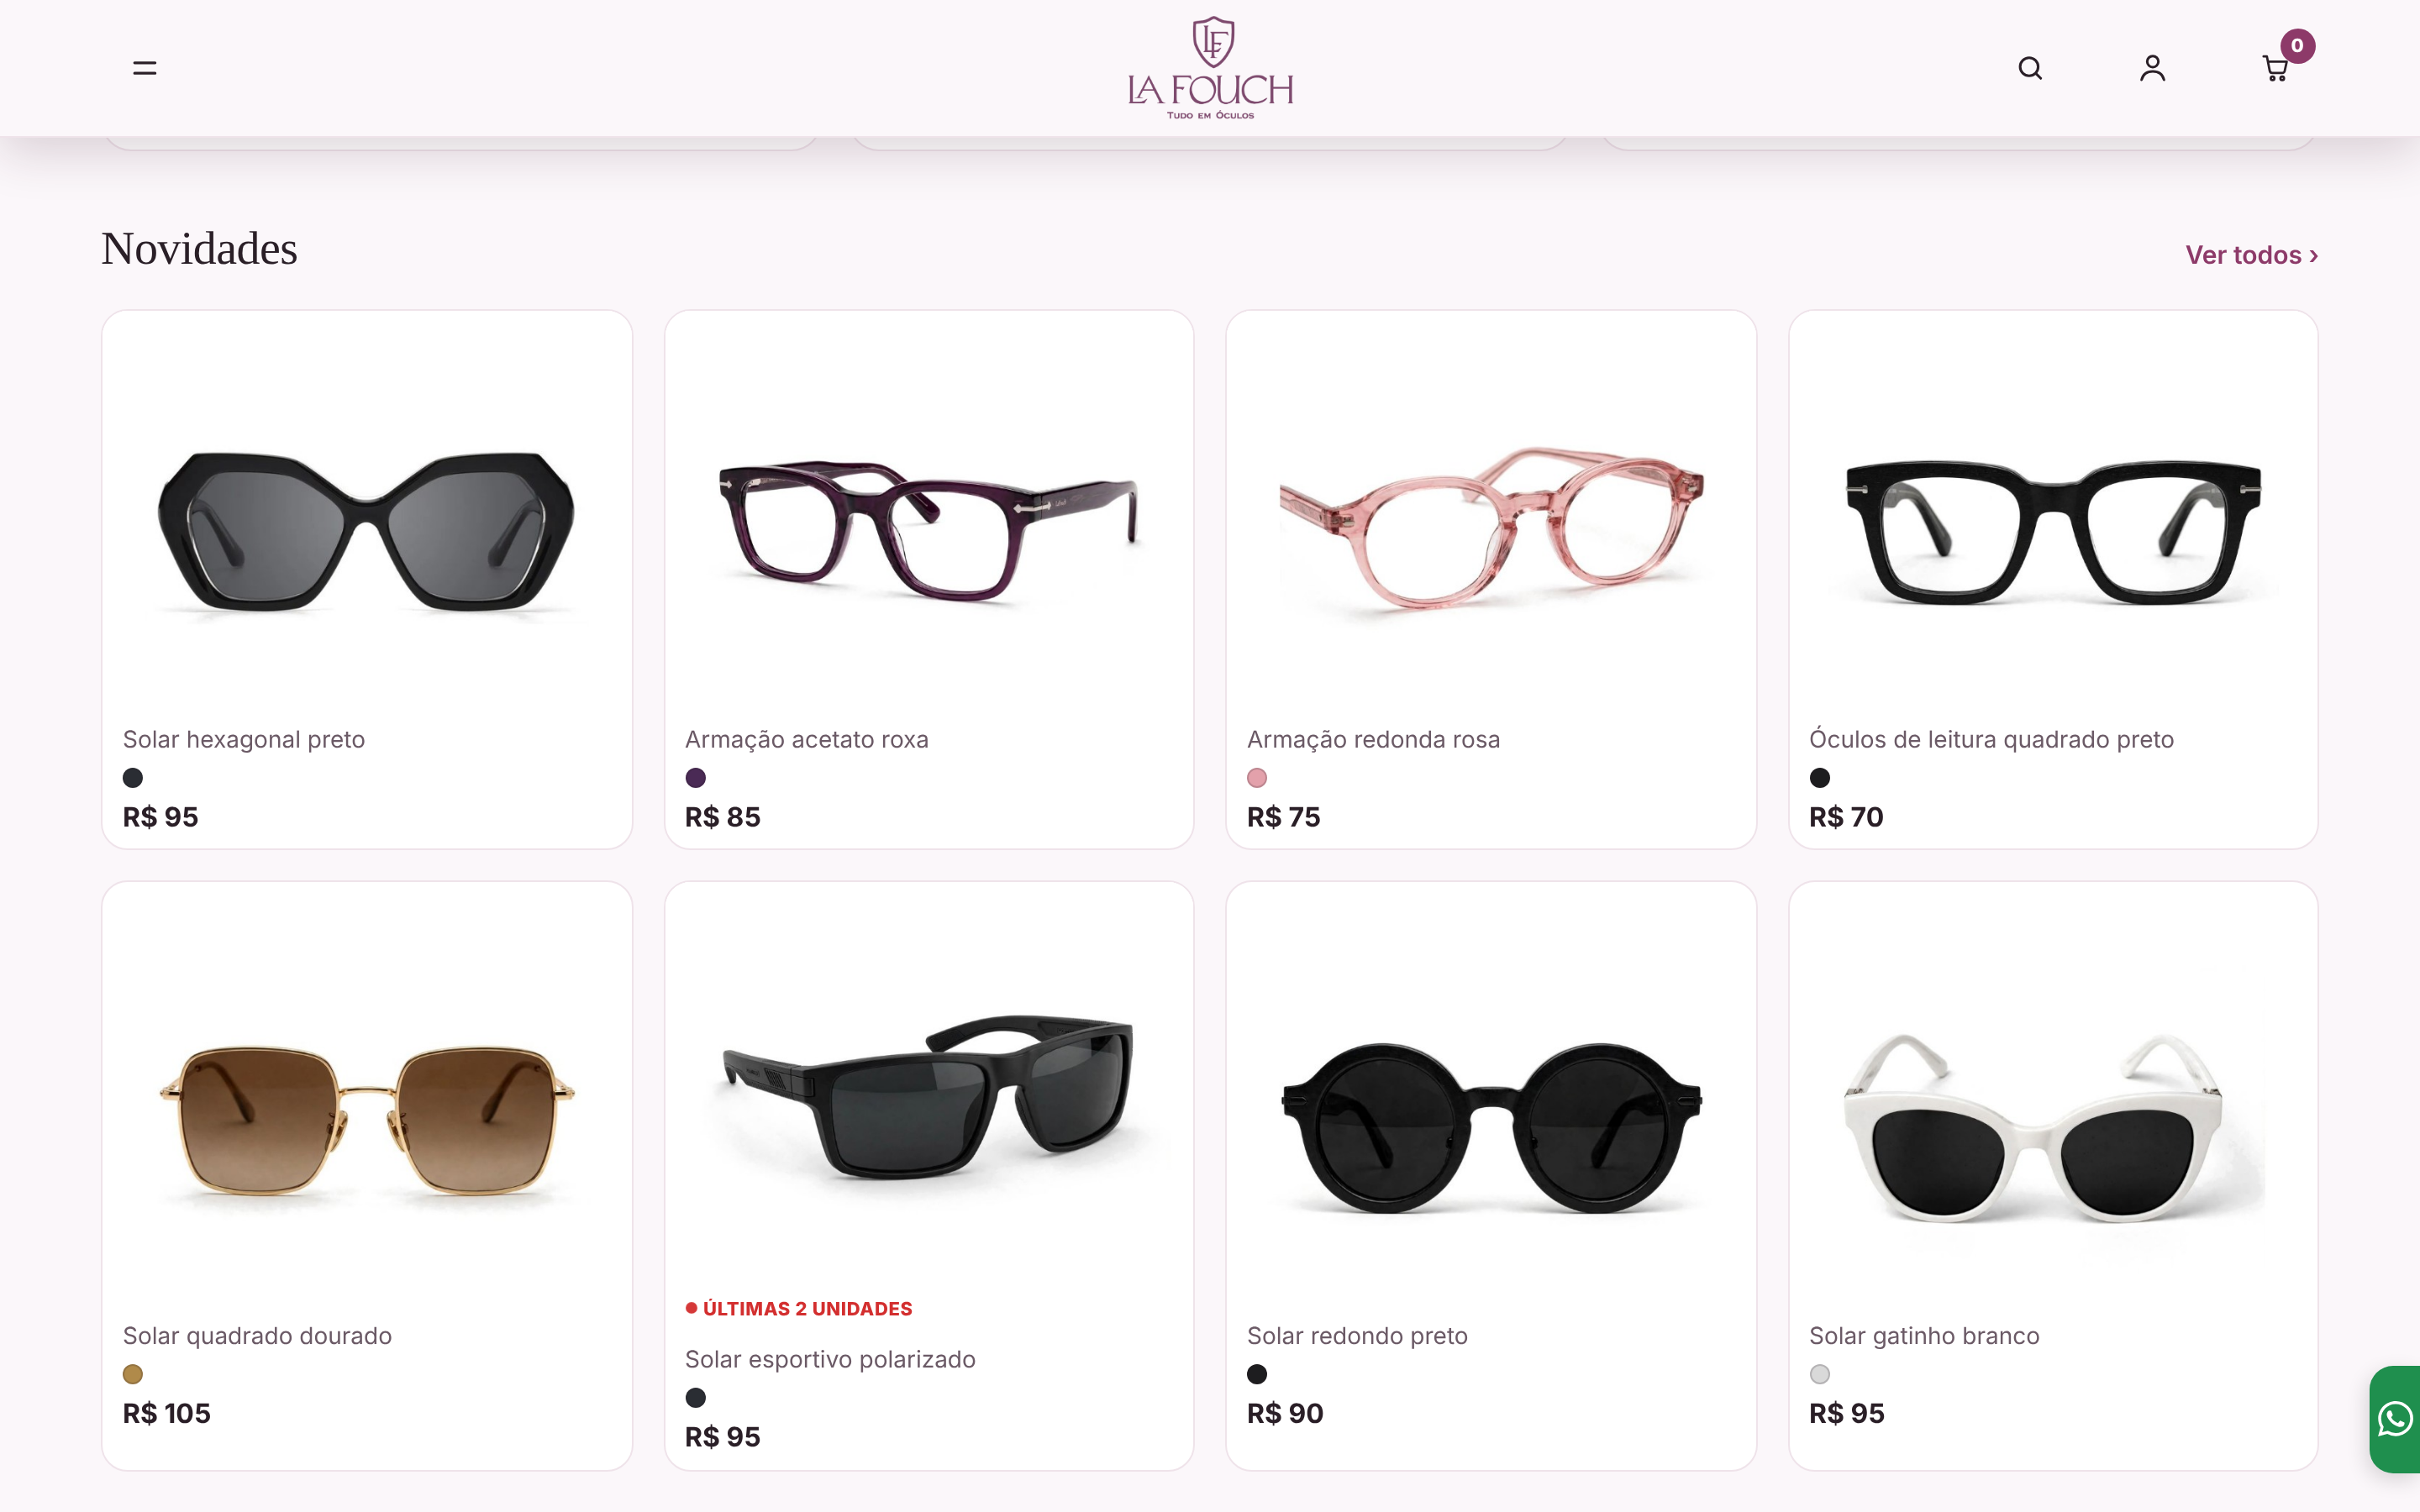 LF
LA FOUCH
TUDO EM ÓCULOS
0
Novidades
Ver todos ›
Solar hexagonal preto
R$ 95
Armação acetato roxa
R$ 85
Armação redonda rosa
R$ 75
Óculos de leitura quadrado preto
R$ 70
Solar quadrado dourado
R$ 105
ÚLTIMAS 2 UNIDADES
Solar esportivo polarizado
R$ 95
Solar redondo preto
R$ 90
Solar gatinho branco
R$ 95